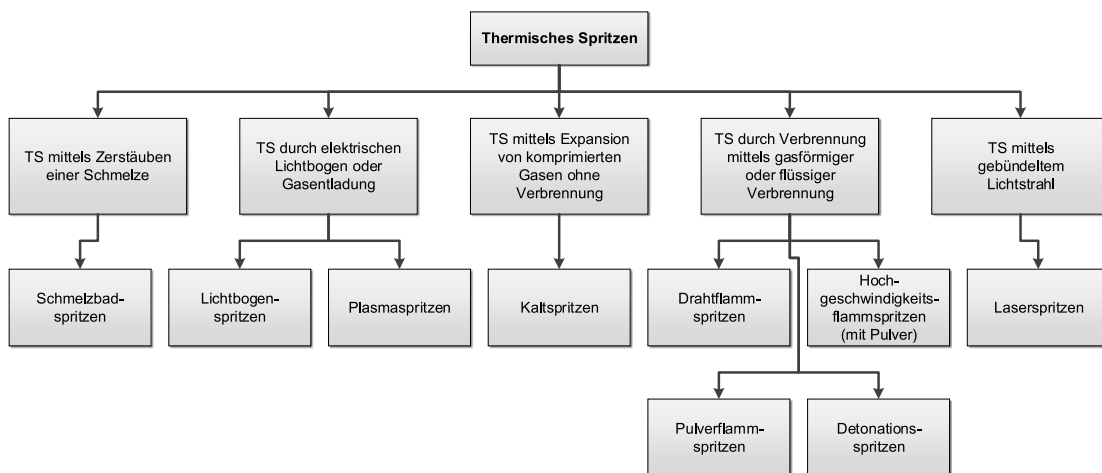 Thermisches Spritzen
TS mittels Zerstäuben
einer Schmelze
TS durch elektrischen
Lichtbogen oder
Gasentladung
TS mittels Expansion
von komprimierten
Gasen ohne
Verbrennung
TS durch Verbrennung
mittels gasförmiger
oder flüssiger
Verbrennung
TS mittels
gebündeltem
Lichtstrahl
Schmelzbad-
spritzen
Lichtbogen-
spritzen
Plasmaspritzen
Kaltspritzen
Drahtflamm-
spritzen
Hoch-
geschwindigkeits-
flammspritzen
(mit Pulver)
Laserspritzen
Pulverflamm-
spritzen
Detonations-
spritzen